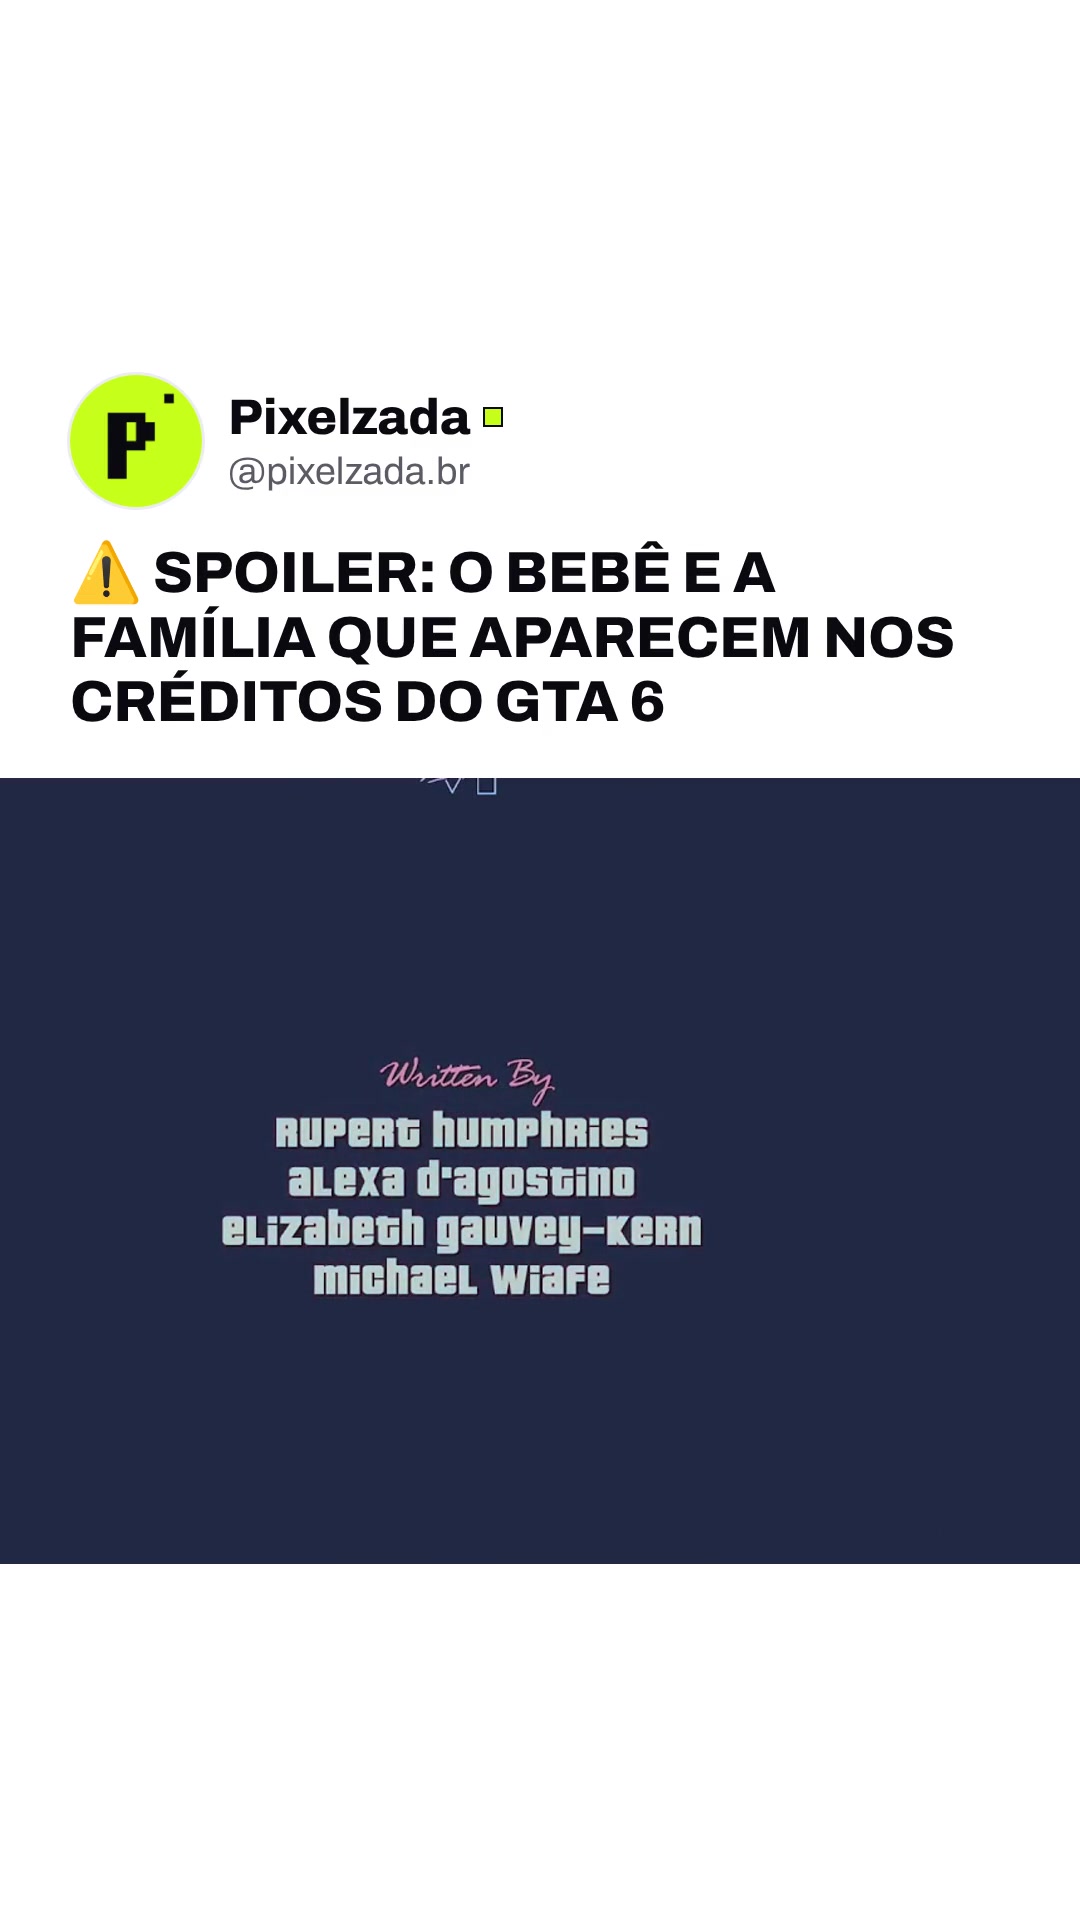 Pixelzada
@pixelzada.br
⚠️ SPOILER: O BEBÊ E A
FAMÍLIA QUE APARECEM NOS
CRÉDITOS DO GTA 6
Written By
RUPERT HUMPHRIES
ALEXA D'AGOSTINO
ELIZABETH GAUVEY-KERN
MICHAEL WIAFE